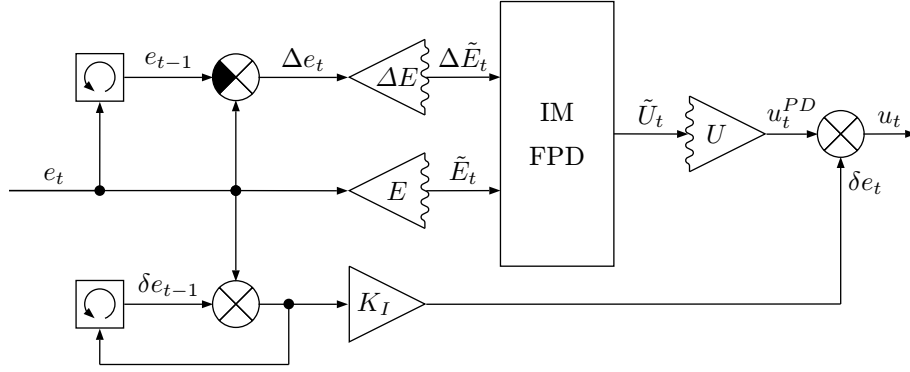 e_{t−1}
Δe_t
ΔE
ΔẼ_t
IM
FPD
Ũ_t
U
u_t^{PD}
u_t
e_t
E
Ẽ_t
δe_t
δe_{t−1}
K_I